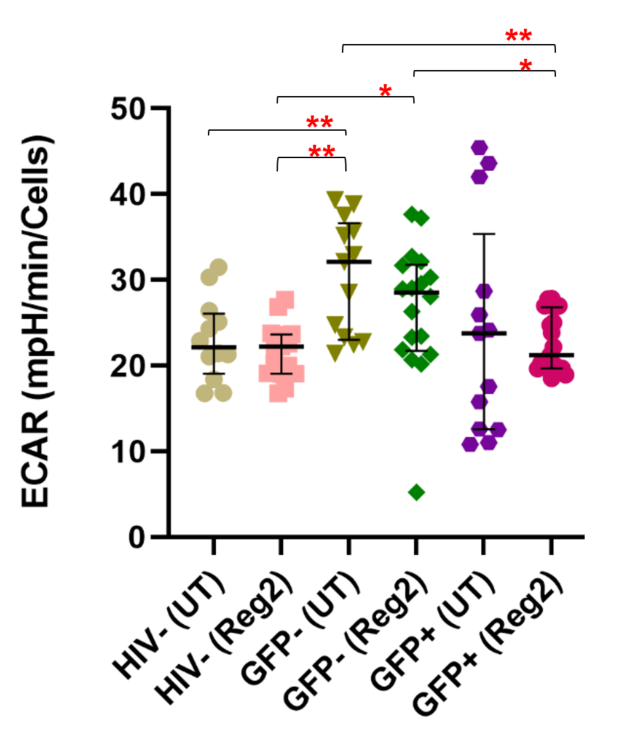 **
*
*
**
**
50
40
30
20
10
0
ECAR (mpH/min/Cells)
HIV- (UT)
HIV- (Reg2)
GFP- (UT)
GFP- (Reg2)
GFP+ (UT)
GFP+ (Reg2)